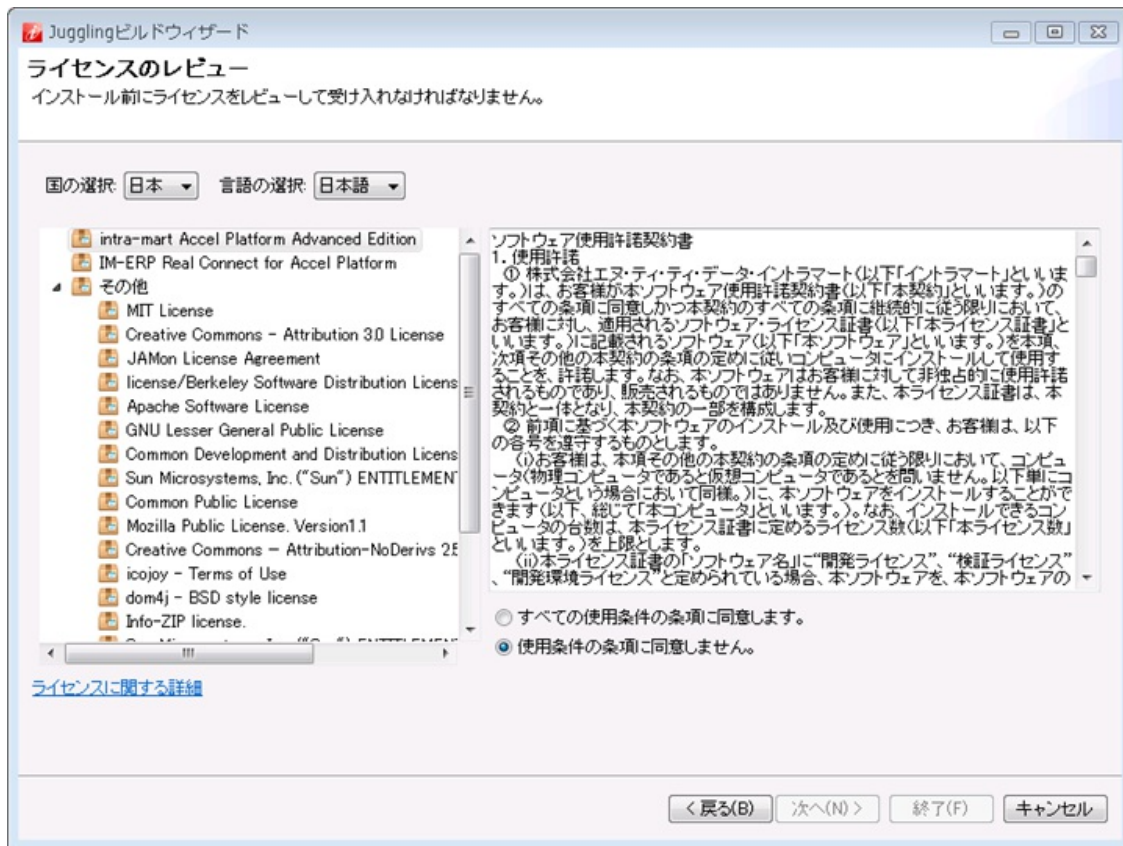 Jugglingビルドウィザード
ライセンスのレビュー
インストール前にライセンスをレビューして受け入れなければなりません。
国の選択: 日本 言語の選択: 日本語
intra-mart Accel Platform Advanced Edition
IM-ERP Real Connect for Accel Platform
その他
MIT License
Creative Commons - Attribution 3.0 License
JAMon License Agreement
license/Berkeley Software Distribution Licens
Apache Software License
GNU Lesser General Public License
Common Development and Distribution Licens
Sun Microsystems, Inc. ("Sun") ENTITLEMEN
Common Public License
Mozilla Public License. Version1.1
Creative Commons — Attribution-NoDerivs 2.5
icojoy - Terms of Use
dom4j - BSD style license
Info-ZIP license.
ソフトウェア使用許諾契約書
1. 使用許諾
① 株式会社エヌ・ティ・ティ・データ・イントラマート(以下「イントラマート」といいま
す。)は、お客様が本ソフトウェア使用許諾契約書(以下「本契約」といいます。)の
すべての条項に同意しかつ本契約のすべての条項に継続的に従う限りにおいて、
お客様に対し、適用されるソフトウェア・ライセンス証書(以下「本ライセンス証書」と
いいます。)に記載されるソフトウェア(以下「本ソフトウェア」といいます。)を本項、
次項その他の本契約の条項の定めに従いコンピュータにインストールして使用す
ることを、許諾します。なお、本ソフトウェアはお客様に対して非独占的に使用許諾
されるものであり、販売されるものではありません。また、本ライセンス証書は、本
契約と一体となり、本契約の一部を構成します。
② 前項に基づく本ソフトウェアのインストール及び使用につき、お客様は、以下
の各号を遵守するものとします。
(i)お客様は、本項その他の本契約の条項の定めに従う限りにおいて、コンピュ
ータ(物理コンピュータであると仮想コンピュータであるとを問いません。以下単にコ
ンピュータという場合において同様。)に、本ソフトウェアをインストールすることがで
きます(以下、総じて「本コンピュータ」といいます。)。なお、インストールできるコン
ピュータの台数は、本ライセンス証書に定めるライセンス数(以下「本ライセンス数」
といいます。)を上限とします。
(ii)本ライセンス証書の「ソフトウェア名」に“開発ライセンス”、“検証ライセンス”
、“開発環境ライセンス”と定められている場合、本ソフトウェアを、本ソフトウェアの
すべての使用条件の条項に同意します。
使用条件の条項に同意しません。
ライセンスに関する詳細
< 戻る(B) 次へ(N) > 終了(F) キャンセル